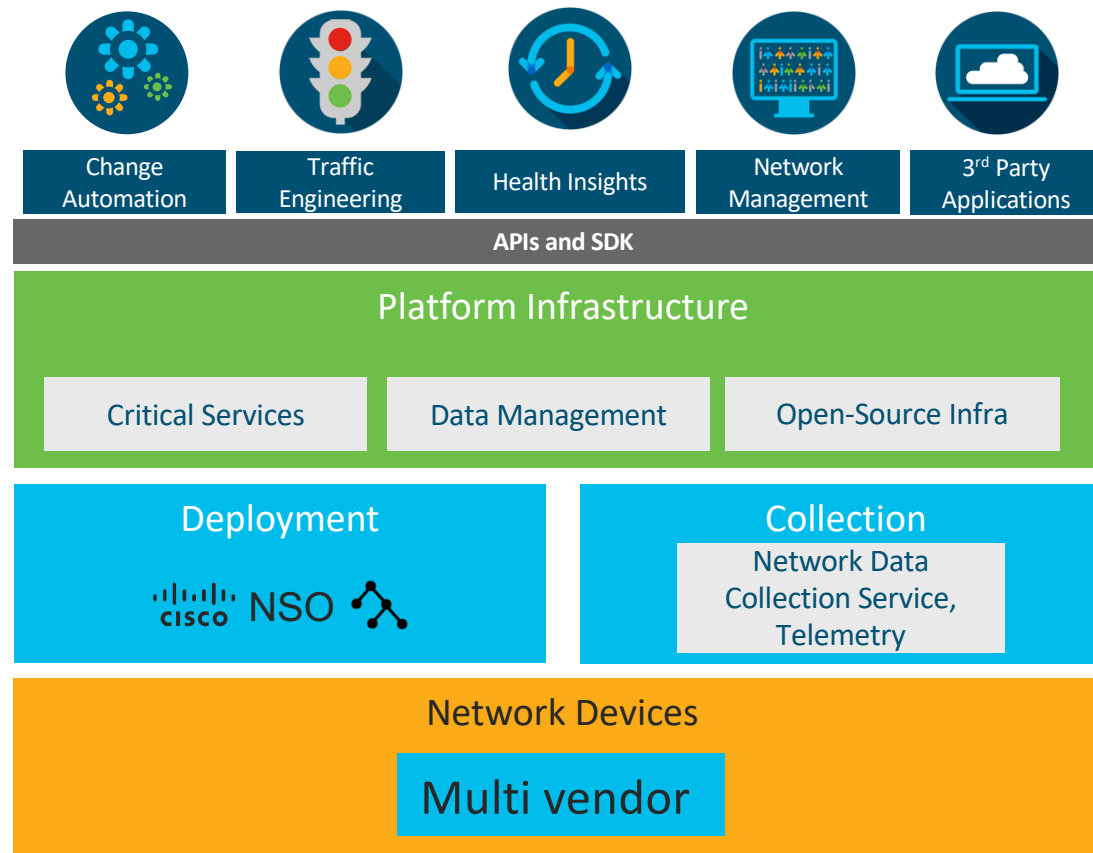 Change
Automation
Traffic
Engineering
Health Insights
Network
Management
3rd Party
Applications
APIs and SDK
Platform Infrastructure
Critical Services
Data Management
Open-Source Infra
Deployment
cisco NSO
Collection
Network Data
Collection Service,
Telemetry
Network Devices
Multi vendor